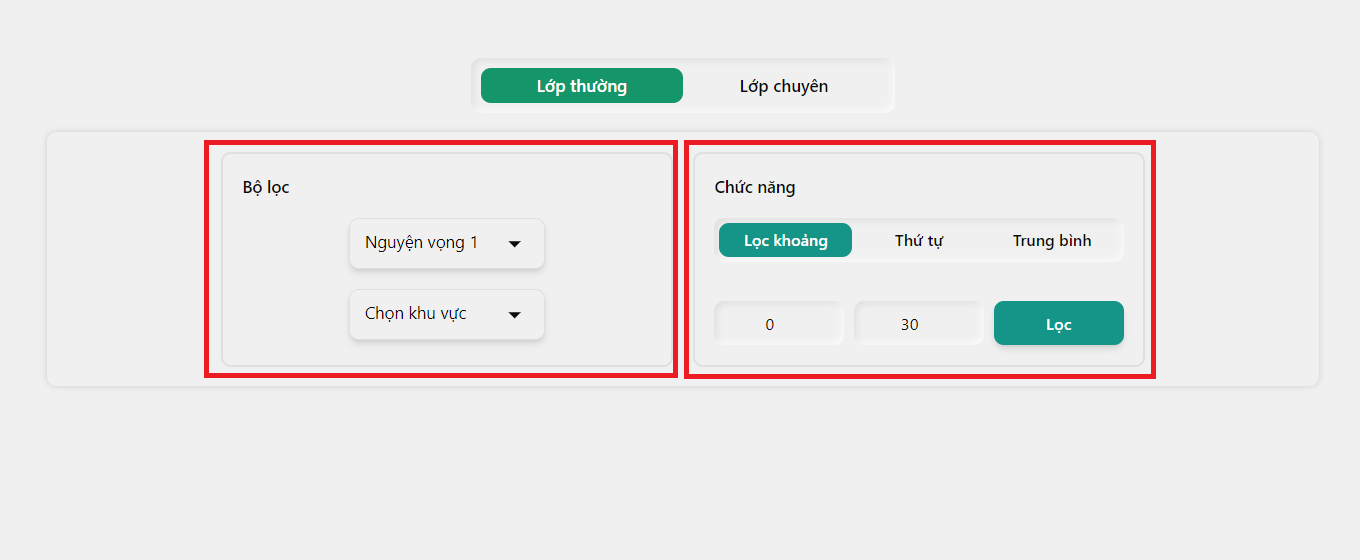 Lớp thường
Lớp chuyên
Bộ lọc
Nguyện vọng 1
Chọn khu vực
Chức năng
Lọc khoảng
Thứ tự
Trung bình
0
30
Lọc